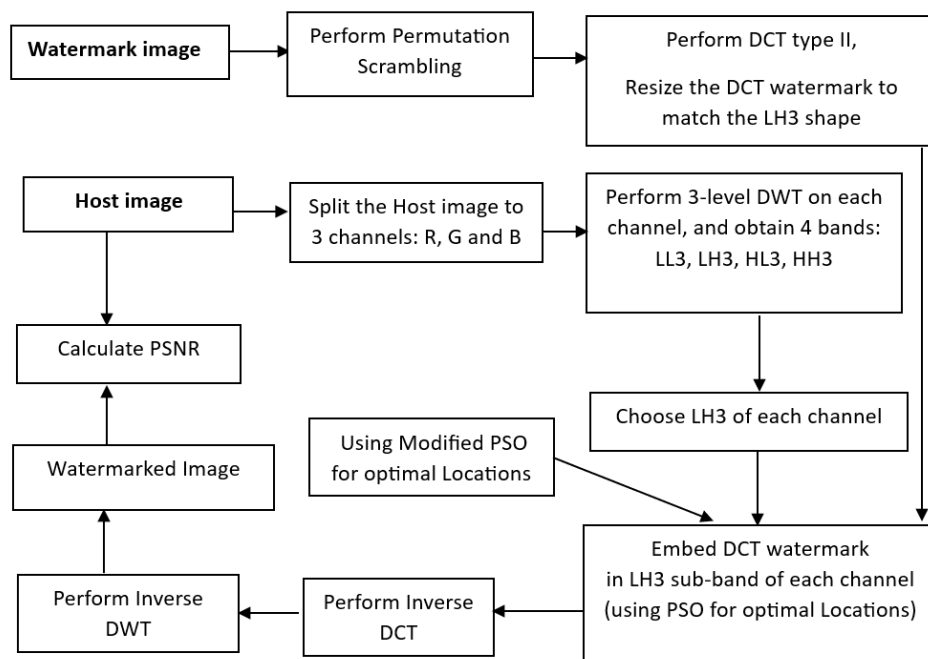 Watermark image
Perform Permutation
Scrambling
Perform DCT type II,
Resize the DCT watermark to
match the LH3 shape
Host image
Split the Host image to
3 channels: R, G and B
Perform 3-level DWT on each
channel, and obtain 4 bands:
LL3, LH3, HL3, HH3
Calculate PSNR
Choose LH3 of each channel
Using Modified PSO
for optimal Locations
Watermarked Image
Embed DCT watermark
in LH3 sub-band of each channel
(using PSO for optimal Locations)
Perform Inverse
DCT
Perform Inverse
DWT